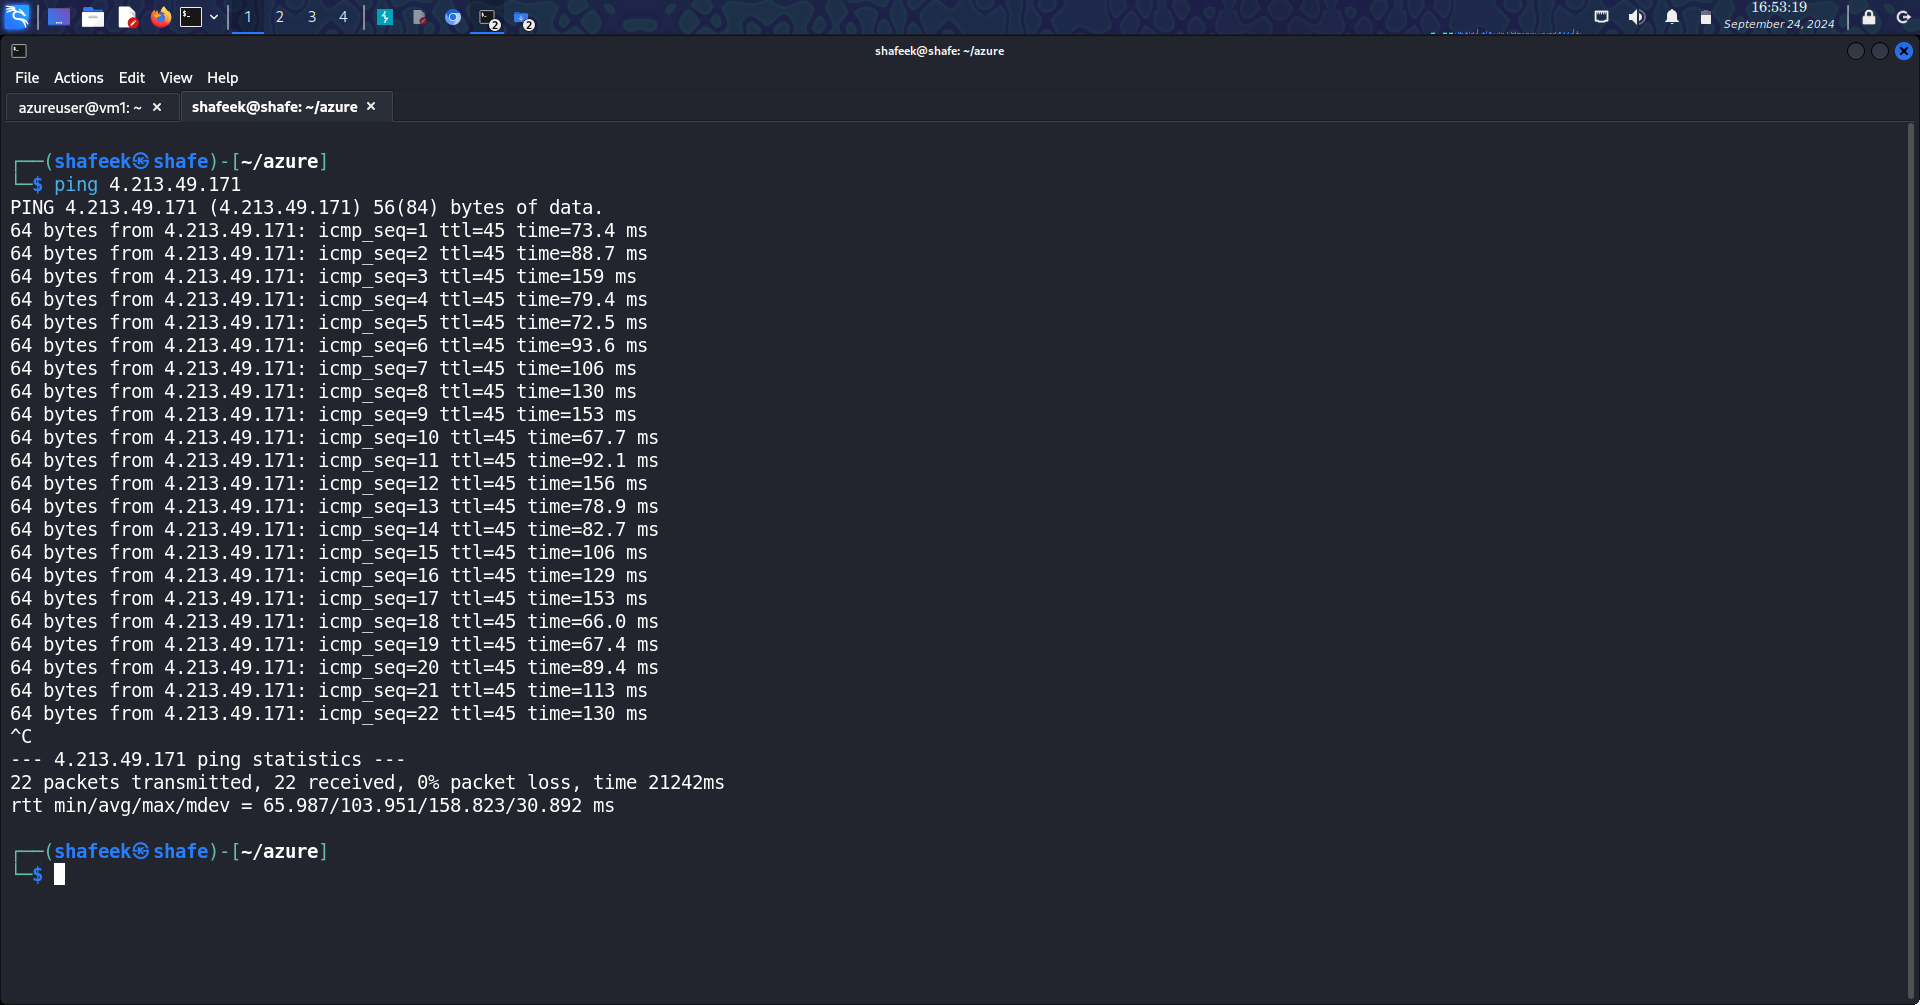 1 2 3 4
2
2
16:53:19
September 24, 2024
shafeek@shafe: ~/azure
File Actions Edit View Help
azureuser@vm1: ~ ✕
shafeek@shafe: ~/azure ✕
┌──(shafeek㉿shafe)-[~/azure]
└─$ ping 4.213.49.171
PING 4.213.49.171 (4.213.49.171) 56(84) bytes of data.
64 bytes from 4.213.49.171: icmp_seq=1 ttl=45 time=73.4 ms
64 bytes from 4.213.49.171: icmp_seq=2 ttl=45 time=88.7 ms
64 bytes from 4.213.49.171: icmp_seq=3 ttl=45 time=159 ms
64 bytes from 4.213.49.171: icmp_seq=4 ttl=45 time=79.4 ms
64 bytes from 4.213.49.171: icmp_seq=5 ttl=45 time=72.5 ms
64 bytes from 4.213.49.171: icmp_seq=6 ttl=45 time=93.6 ms
64 bytes from 4.213.49.171: icmp_seq=7 ttl=45 time=106 ms
64 bytes from 4.213.49.171: icmp_seq=8 ttl=45 time=130 ms
64 bytes from 4.213.49.171: icmp_seq=9 ttl=45 time=153 ms
64 bytes from 4.213.49.171: icmp_seq=10 ttl=45 time=67.7 ms
64 bytes from 4.213.49.171: icmp_seq=11 ttl=45 time=92.1 ms
64 bytes from 4.213.49.171: icmp_seq=12 ttl=45 time=156 ms
64 bytes from 4.213.49.171: icmp_seq=13 ttl=45 time=78.9 ms
64 bytes from 4.213.49.171: icmp_seq=14 ttl=45 time=82.7 ms
64 bytes from 4.213.49.171: icmp_seq=15 ttl=45 time=106 ms
64 bytes from 4.213.49.171: icmp_seq=16 ttl=45 time=129 ms
64 bytes from 4.213.49.171: icmp_seq=17 ttl=45 time=153 ms
64 bytes from 4.213.49.171: icmp_seq=18 ttl=45 time=66.0 ms
64 bytes from 4.213.49.171: icmp_seq=19 ttl=45 time=67.4 ms
64 bytes from 4.213.49.171: icmp_seq=20 ttl=45 time=89.4 ms
64 bytes from 4.213.49.171: icmp_seq=21 ttl=45 time=113 ms
64 bytes from 4.213.49.171: icmp_seq=22 ttl=45 time=130 ms
^C
--- 4.213.49.171 ping statistics ---
22 packets transmitted, 22 received, 0% packet loss, time 21242ms
rtt min/avg/max/mdev = 65.987/103.951/158.823/30.892 ms
┌──(shafeek㉿shafe)-[~/azure]
└─$